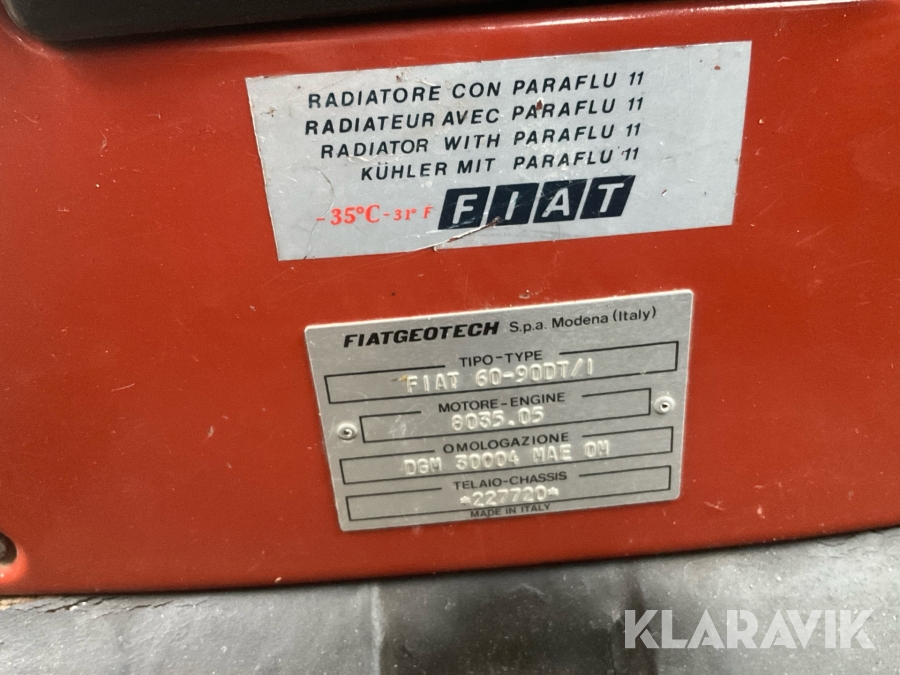 RADIATORE CON PARAFLU 11
RADIATEUR AVEC PARAFLU 11
RADIATOR WITH PARAFLU 11
KÜHLER MIT PARAFLU 11
-35°C -31° F FIAT
FIATGEOTECH S.p.a. Modena (Italy)
TIPO-TYPE
FIAT 60-90DT/1
MOTORE-ENGINE
8035.05
OMOLOGAZIONE
DGM 30004 MAE OM
TELAIO-CHASSIS
*227720*
MADE IN ITALY
KLARAVIK